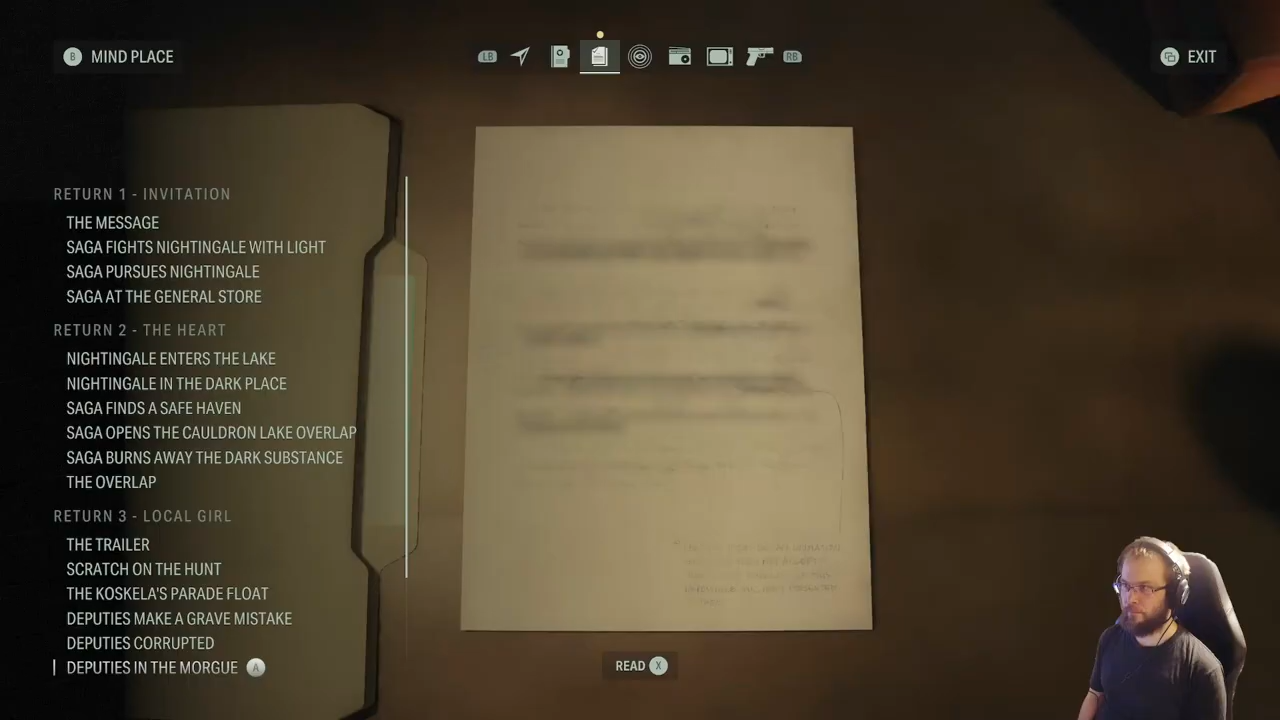 B MIND PLACE
LB
RB
EXIT
RETURN 1 - INVITATION
THE MESSAGE
SAGA FIGHTS NIGHTINGALE WITH LIGHT
SAGA PURSUES NIGHTINGALE
SAGA AT THE GENERAL STORE
RETURN 2 - THE HEART
NIGHTINGALE ENTERS THE LAKE
NIGHTINGALE IN THE DARK PLACE
SAGA FINDS A SAFE HAVEN
SAGA OPENS THE CAULDRON LAKE OVERLAP
SAGA BURNS AWAY THE DARK SUBSTANCE
THE OVERLAP
RETURN 3 - LOCAL GIRL
THE TRAILER
SCRATCH ON THE HUNT
THE KOSKELA'S PARADE FLOAT
DEPUTIES MAKE A GRAVE MISTAKE
DEPUTIES CORRUPTED
DEPUTIES IN THE MORGUE A
READ X